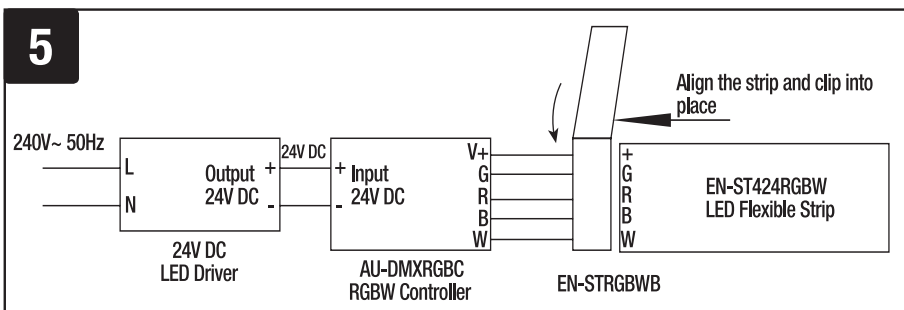 5
240V~ 50Hz
L
N
Output
24V DC
+
-
24V DC
LED Driver
24V DC
+
-
Input
24V DC
V+
G
R
B
W
AU-DMXRGBC
RGBW Controller
EN-STRGBWB
Align the strip and clip into
place
+
G
R
B
W
EN-ST424RGBW
LED Flexible Strip